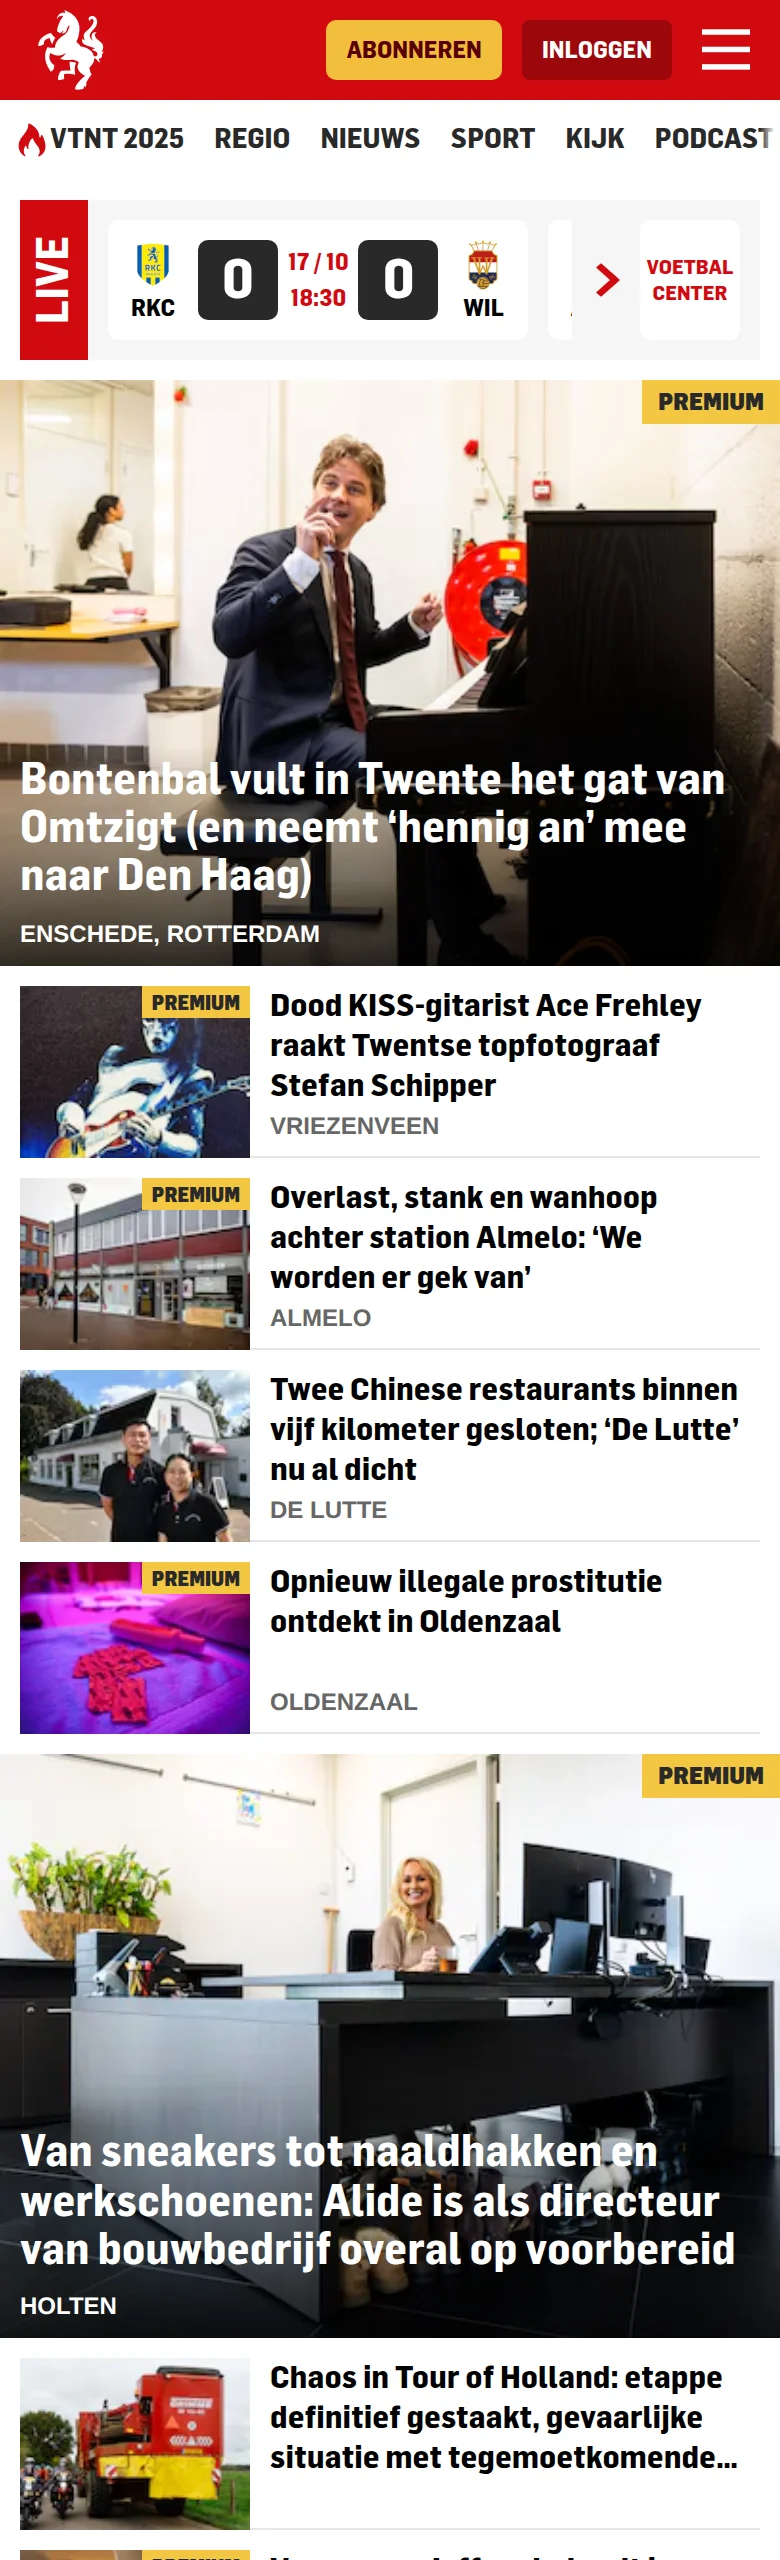 ABONNEREN
INLOGGEN
VTNT 2025 REGIO NIEUWS SPORT KIJK PODCAST
LIVE
RKC
0
17 / 10
18:30
0
WIL
VOETBAL
CENTER
PREMIUM
Bontenbal vult in Twente het gat van
Omtzigt (en neemt ‘hennig an’ mee
naar Den Haag)
ENSCHEDE, ROTTERDAM
PREMIUM
Dood KISS-gitarist Ace Frehley
raakt Twentse topfotograaf
Stefan Schipper
VRIEZENVEEN
PREMIUM
Overlast, stank en wanhoop
achter station Almelo: ‘We
worden er gek van’
ALMELO
Twee Chinese restaurants binnen
vijf kilometer gesloten; ‘De Lutte’
nu al dicht
DE LUTTE
PREMIUM
Opnieuw illegale prostitutie
ontdekt in Oldenzaal
OLDENZAAL
PREMIUM
Van sneakers tot naaldhakken en
werkschoenen: Alide is als directeur
van bouwbedrijf overal op voorbereid
HOLTEN
Chaos in Tour of Holland: etappe
definitief gestaakt, gevaarlijke
situatie met tegemoetkomende...